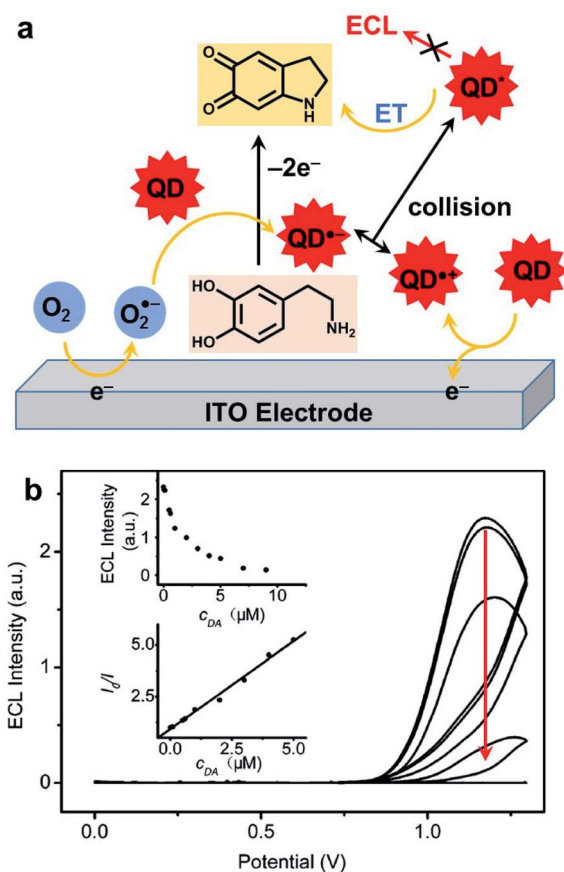 a
ECL
QD*
O
O
N
H
ET
–2e⁻
QD
collision
QD•–
QD•+
QD
O₂
O₂•–
HO
HO
NH₂
e⁻
e⁻
ITO Electrode
b
ECL Intensity (a.u.)
2
1
0
0.0 0.5 1.0
Potential (V)
ECL Intensity
(a.u.)
2
1
0
0 5 10
c_DA (μM)
I₀/I
5.0
2.5
0.0 2.5 5.0
c_DA (μM)